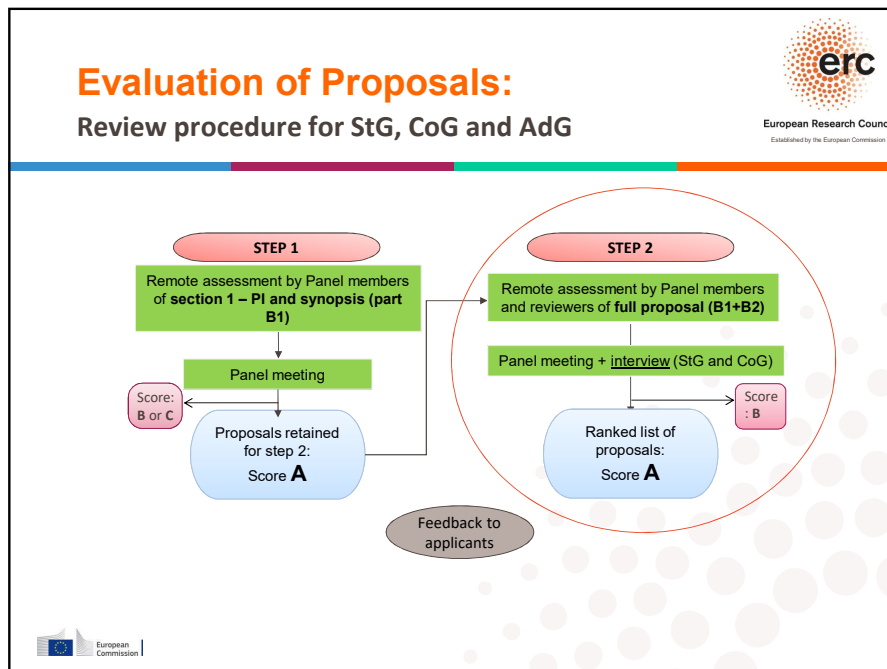 Evaluation of Proposals:
Review procedure for StG, CoG and AdG
erc
European Research Counc
Established by the European Commission
STEP 1
Remote assessment by Panel members
of section 1 – PI and synopsis (part
B1)
Panel meeting
Score:
B or C
Proposals retained
for step 2:
Score A
STEP 2
Remote assessment by Panel members
and reviewers of full proposal (B1+B2)
Panel meeting + interview (StG and CoG)
Score
: B
Ranked list of
proposals:
Score A
Feedback to
applicants
European
Commission